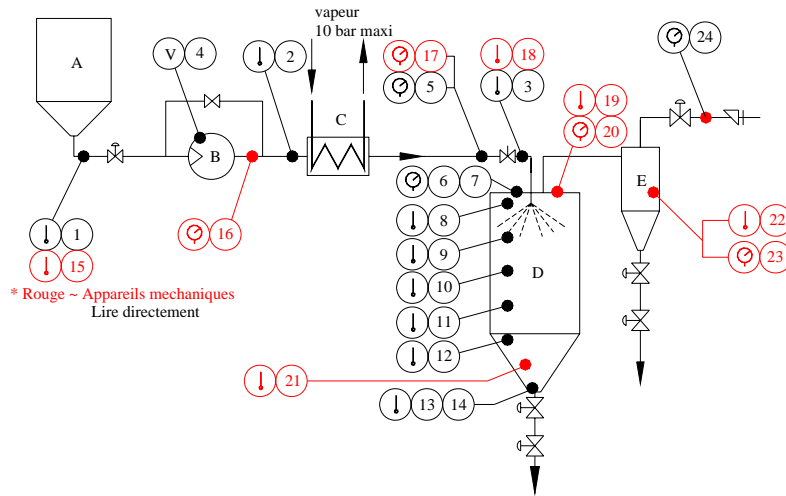 vapeur
10 bar maxi
A
V 4
2
17
5
18
3
24
C
B
19
20
E
6 7
8
9
10
11
12
D
1
15
16
22
23
* Rouge ~ Appareils mechaniques
Lire directement
21
13 14